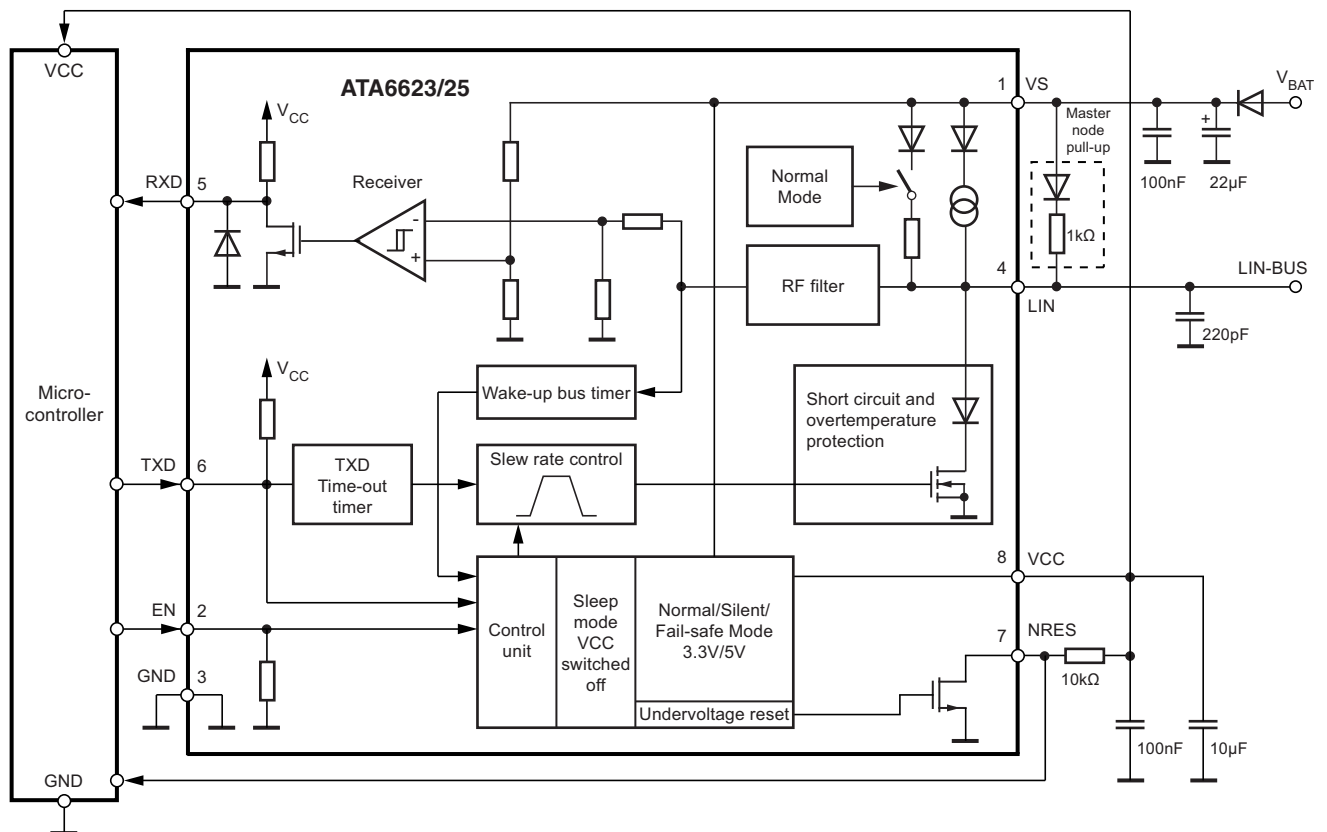 VCC
ATA6623/25
1
VS
V_BAT
Master
node
pull-up
V_CC
RXD
5
Receiver
-
+
Normal
Mode
100nF
+
22µF
1kΩ
4
LIN
LIN-BUS
RF filter
220pF
Micro-
controller
V_CC
Wake-up bus timer
Short circuit and
overtemperature
protection
TXD
6
TXD
Time-out
timer
Slew rate control
8
VCC
EN
2
Control
unit
Sleep
mode
VCC
switched
off
Normal/Silent/
Fail-safe Mode
3.3V/5V
7
NRES
10kΩ
GND
3
Undervoltage reset
100nF
10µF
GND